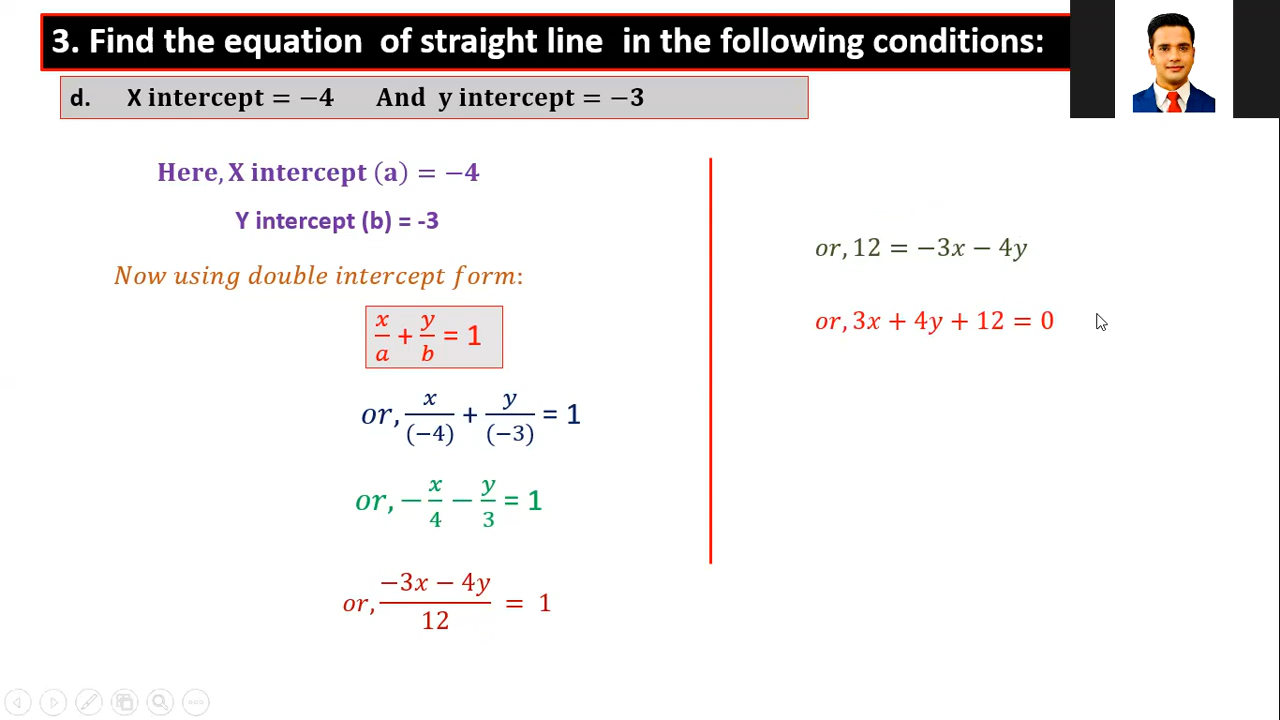 3. Find the equation of straight line in the following conditions:
d. X intercept = −4 And y intercept = −3
Here, X intercept (a) = −4
Y intercept (b) = -3
Now using double intercept form:
x/a + y/b = 1
or, x/(−4) + y/(−3) = 1
or, − x/4 − y/3 = 1
or, −3x − 4y/12 = 1
or, 12 = −3x − 4y
or, 3x + 4y + 12 = 0